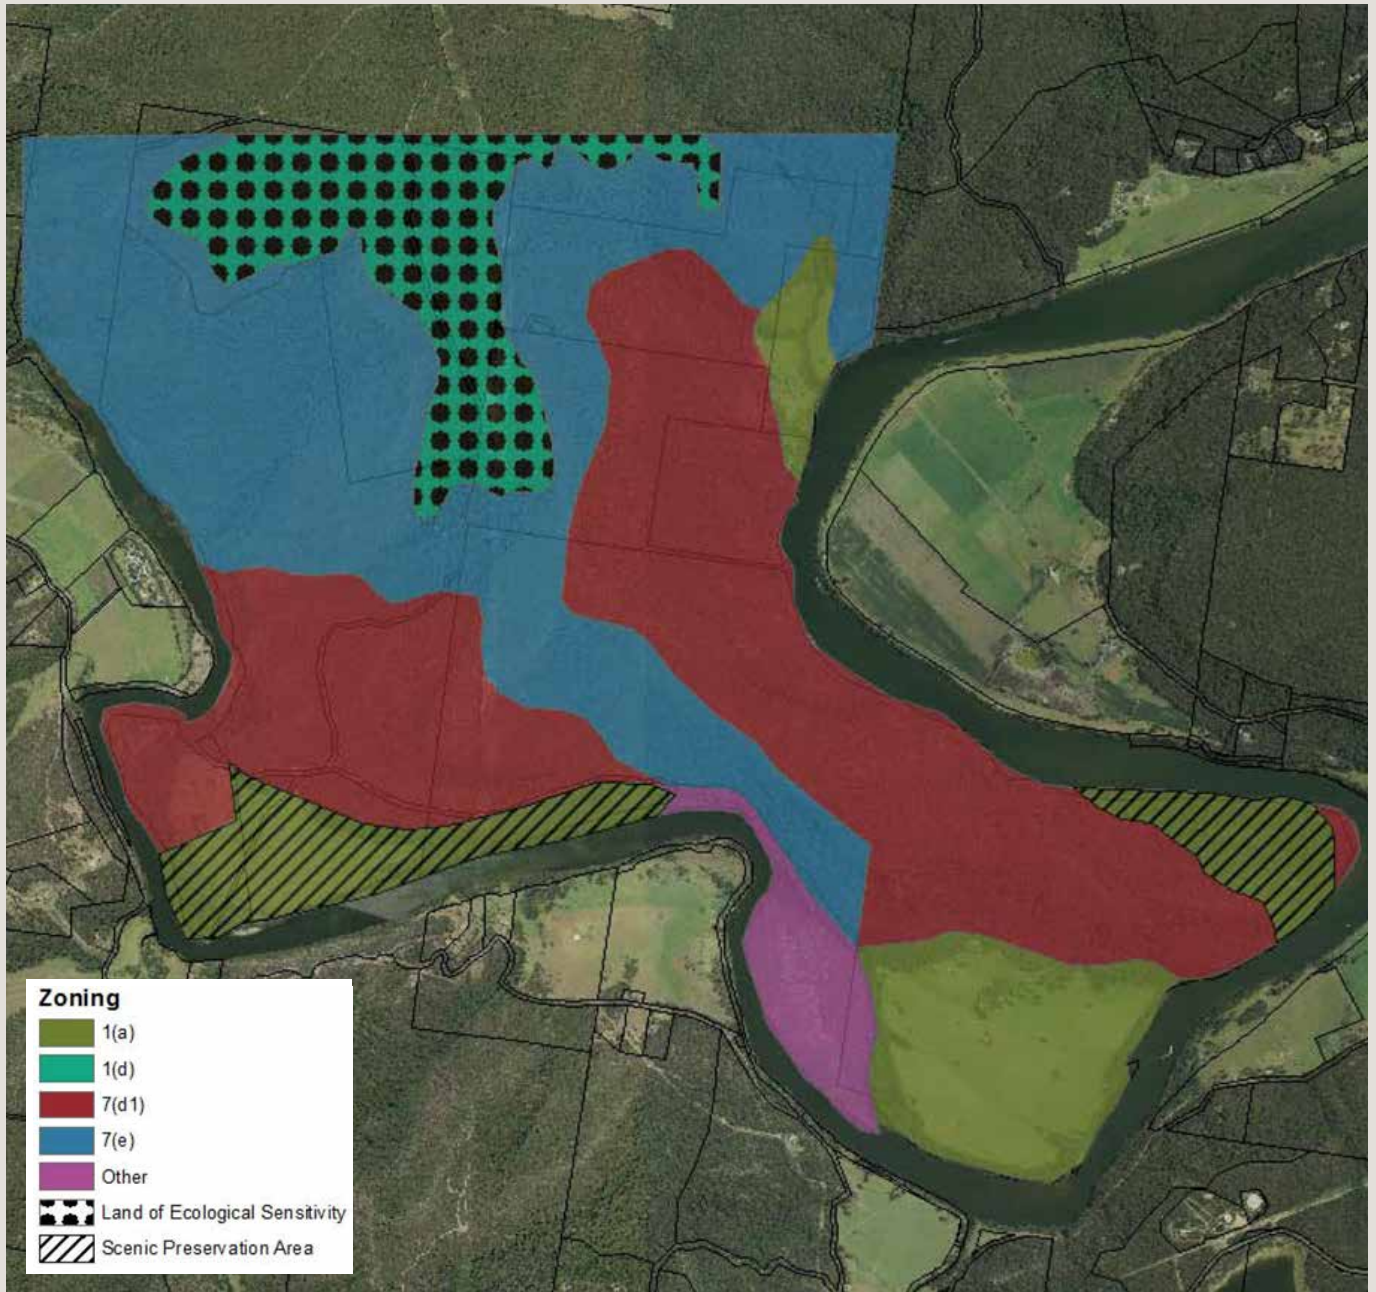 Zoning
1(a)
1(d)
7(d1)
7(e)
Other
Land of Ecological Sensitivity
Scenic Preservation Area